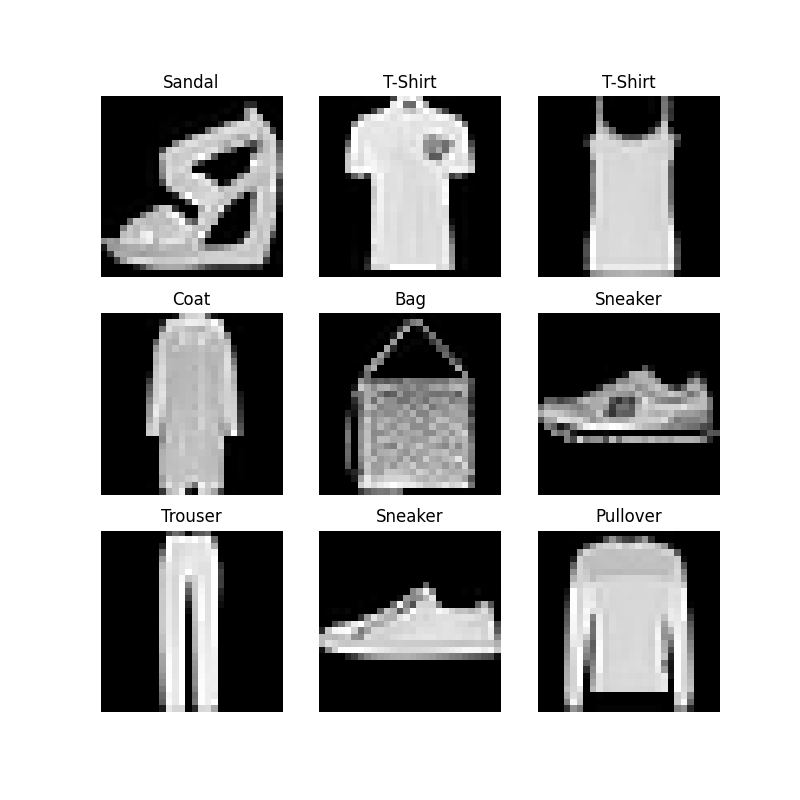 Sandal
T-Shirt
T-Shirt
Coat
Bag
Sneaker
Trouser
Sneaker
Pullover